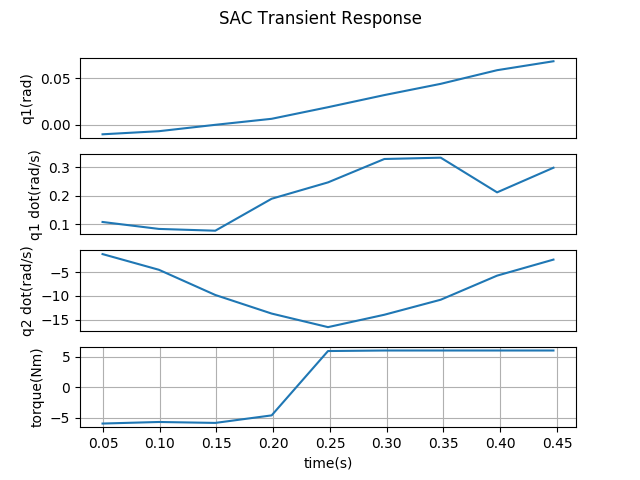 SAC Transient Response
q1(rad)
0.05
0.00
q1 dot(rad/s)
0.3
0.2
0.1
q2 dot(rad/s)
−5
−10
−15
torque(Nm)
5
0
−5
0.05 0.10 0.15 0.20 0.25 0.30 0.35 0.40 0.45
time(s)